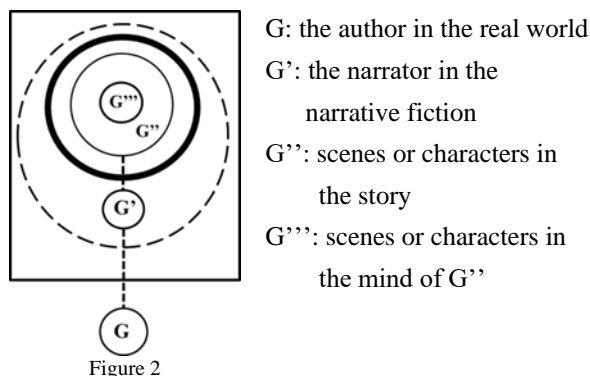 G: the author in the real world
G’: the narrator in the
narrative fiction
G’’: scenes or characters in
the story
G’’’: scenes or characters in
the mind of G’’
G’’’
G’’
G’
G
Figure 2